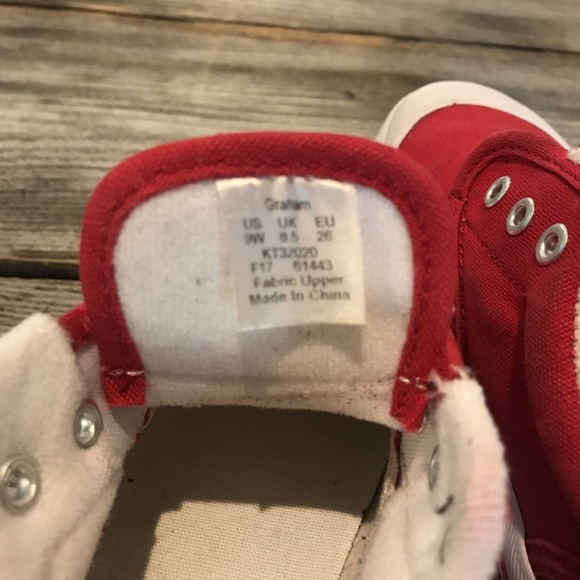 Graham
US UK EU
9W 8.5 26
KT32020
F17 61443
Fabric Upper
Made In China